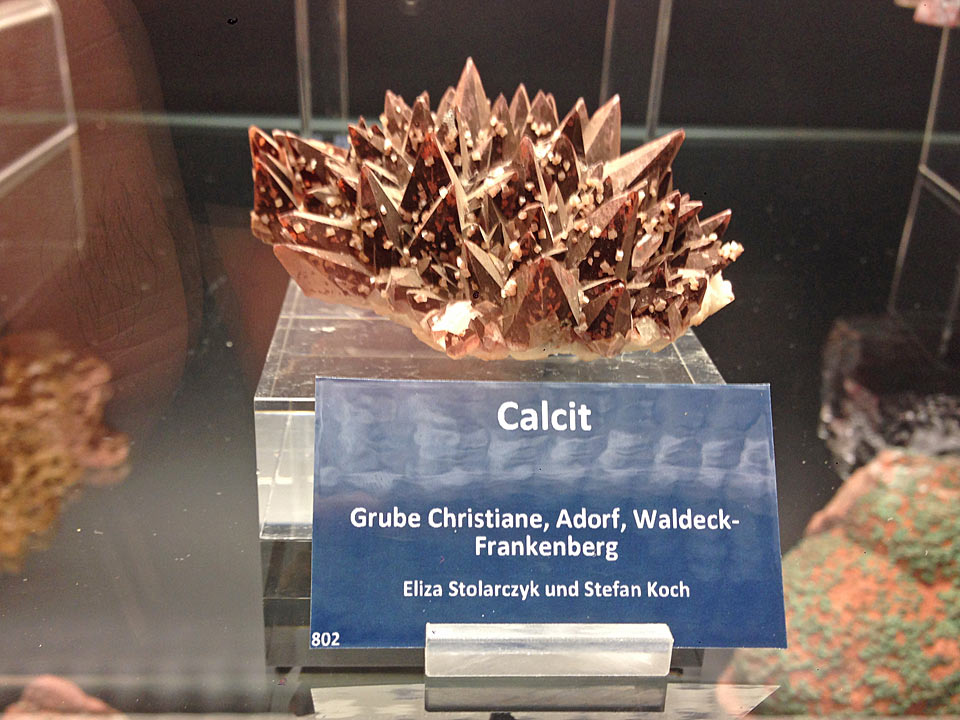 Calcit
Grube Christiane, Adorf, Waldeck-
Frankenberg
Eliza Stolarczyk und Stefan Koch
802